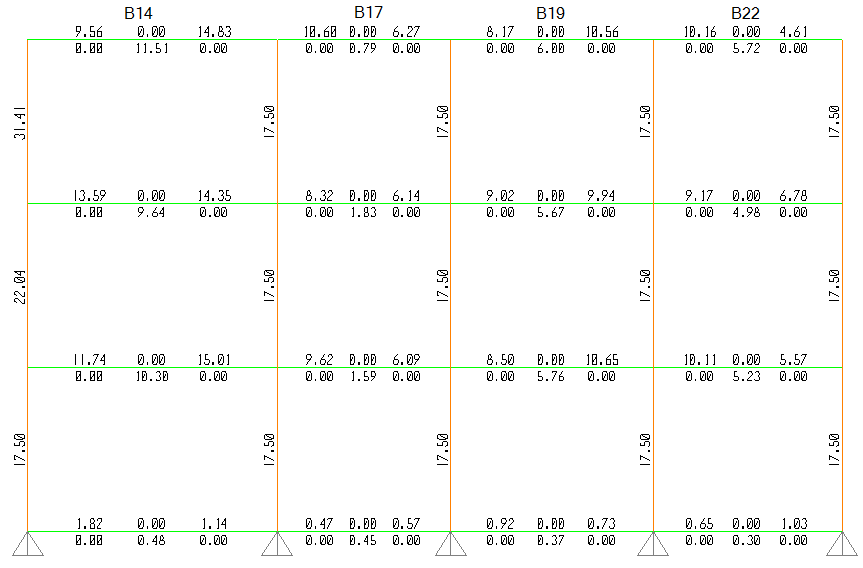 B14 B17 B19 B22
9.56 0.00 14.83 10.60 0.00 6.27 8.17 0.00 10.56 10.16 0.00 4.61
0.00 11.51 0.00 0.00 0.79 0.00 0.00 6.00 0.00 0.00 5.72 0.00
31.41 17.50 17.50 17.50 17.50
13.59 0.00 14.35 8.32 0.00 6.14 9.02 0.00 9.94 9.17 0.00 6.78
0.00 9.64 0.00 0.00 1.83 0.00 0.00 5.67 0.00 0.00 4.98 0.00
22.04 17.50 17.50 17.50 17.50
11.74 0.00 15.01 9.62 0.00 6.09 8.50 0.00 10.65 10.11 0.00 5.57
0.00 10.30 0.00 0.00 1.59 0.00 0.00 5.76 0.00 0.00 5.23 0.00
17.50 17.50 17.50 17.50 17.50
1.82 0.00 1.14 0.47 0.00 0.57 0.92 0.00 0.73 0.65 0.00 1.03
0.00 0.48 0.00 0.00 0.45 0.00 0.00 0.37 0.00 0.00 0.30 0.00